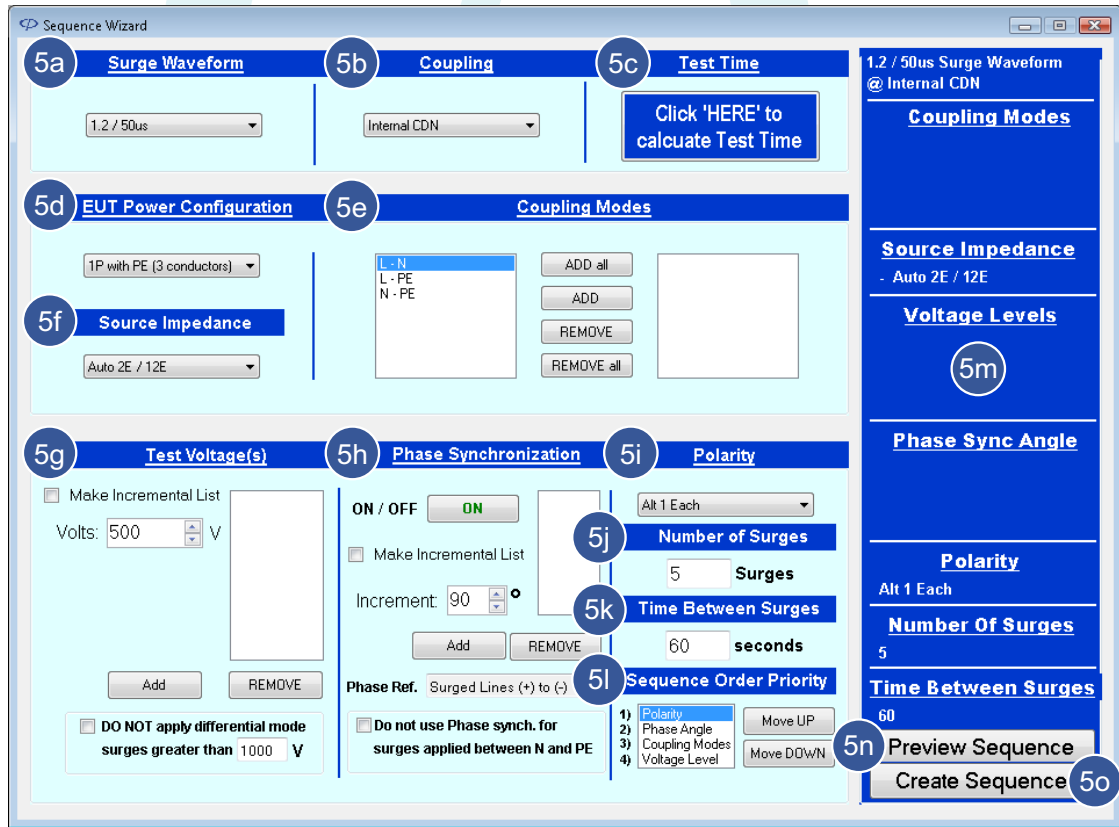 Sequence Wizard
5a
Surge Waveform
5b
Coupling
5c
Test Time
1.2 / 50us
Internal CDN
Click 'HERE' to
calcuate Test Time
5d
EUT Power Configuration
5e
Coupling Modes
1P with PE (3 conductors)
L - N
L - PE
N - PE
ADD all
ADD
REMOVE
REMOVE all
5f
Source Impedance
Auto 2E / 12E
5g
Test Voltage(s)
Make Incremental List
Volts: 500 V
Add
REMOVE
DO NOT apply differential mode
surges greater than 1000 V
5h
Phase Synchronization
ON / OFF ON
Make Incremental List
Increment: 90 °
Add
REMOVE
Phase Ref. Surged Lines (+) to (-)
Do not use Phase synch. for
surges applied between N and PE
5i
Polarity
Alt 1 Each
5j
Number of Surges
5 Surges
5k
Time Between Surges
60 seconds
5l
Sequence Order Priority
1) Polarity
2) Phase Angle
3) Coupling Modes
4) Voltage Level
Move UP
Move DOWN
1.2 / 50us Surge Waveform
@ Internal CDN
Coupling Modes
Source Impedance
- Auto 2E / 12E
Voltage Levels
5m
Phase Sync Angle
Polarity
Alt 1 Each
Number Of Surges
5
Time Between Surges
60
5n
Preview Sequence
Create Sequence
5o